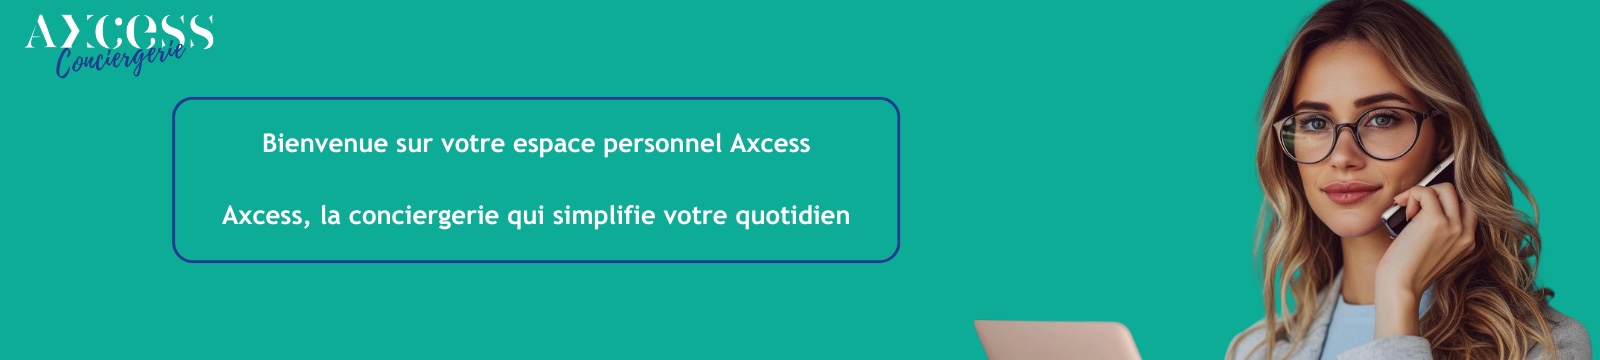 AXCESS
Conciergerie
Bienvenue sur votre espace personnel Axcess
Axcess, la conciergerie qui simplifie votre quotidien